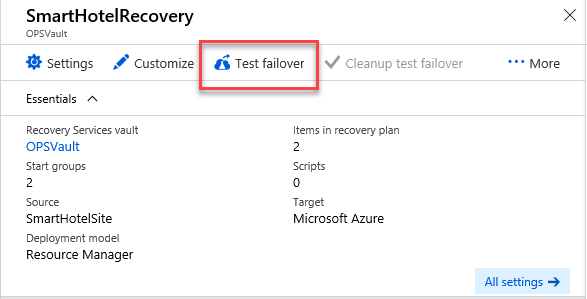 SmartHotelRecovery
OPSVault
Settings Customize Test failover Cleanup test failover More
Essentials
Recovery Services vault Items in recovery plan
OPSVault 2
Start groups Scripts
2 0
Source Target
SmartHotelSite Microsoft Azure
Deployment model
Resource Manager
All settings